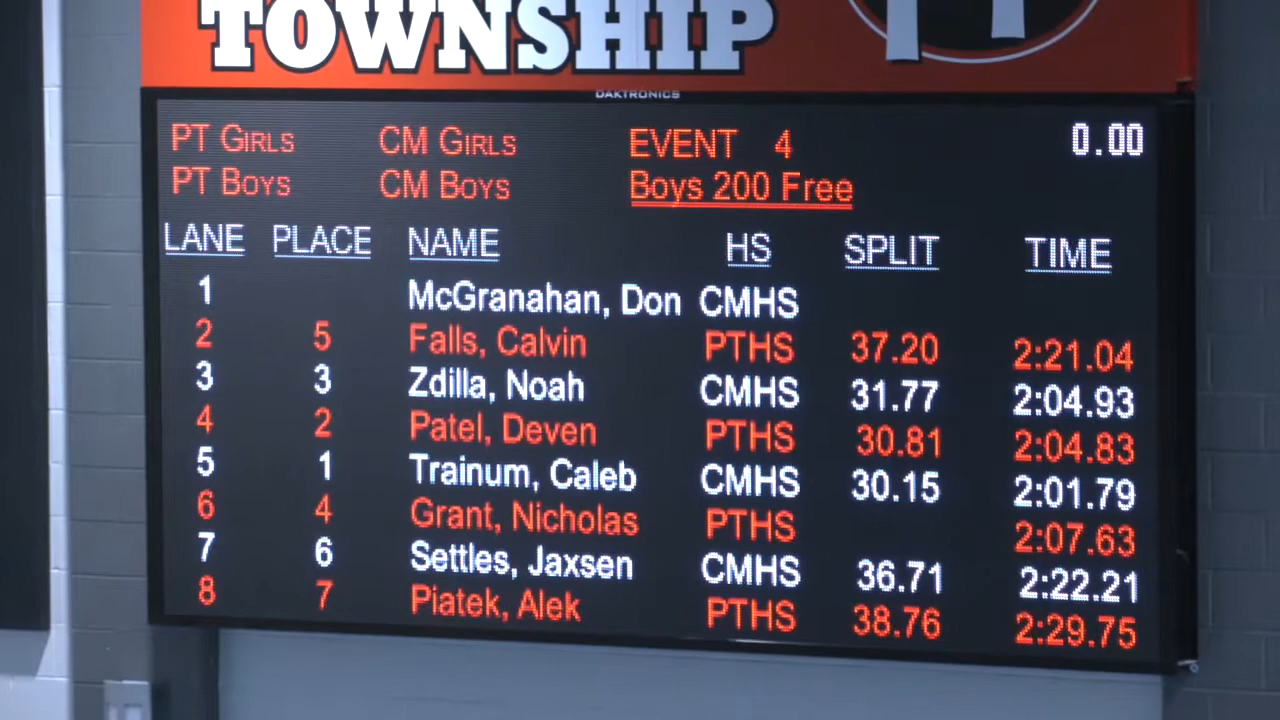 TOWNSHIP
DAKTRONICS
PT GIRLS CM GIRLS EVENT 4 0.00
PT BOYS CM BOYS Boys 200 Free
LANE PLACE NAME HS SPLIT TIME
1 McGranahan, Don CMHS
2 5 Falls, Calvin PTHS 37.20 2:21.04
3 3 Zdilla, Noah CMHS 31.77 2:04.93
4 2 Patel, Deven PTHS 30.81 2:04.83
5 1 Trainum, Caleb CMHS 30.15 2:01.79
6 4 Grant, Nicholas PTHS 2:07.63
7 6 Settles, Jaxsen CMHS 36.71 2:22.21
8 7 Piatek, Alek PTHS 38.76 2:29.75